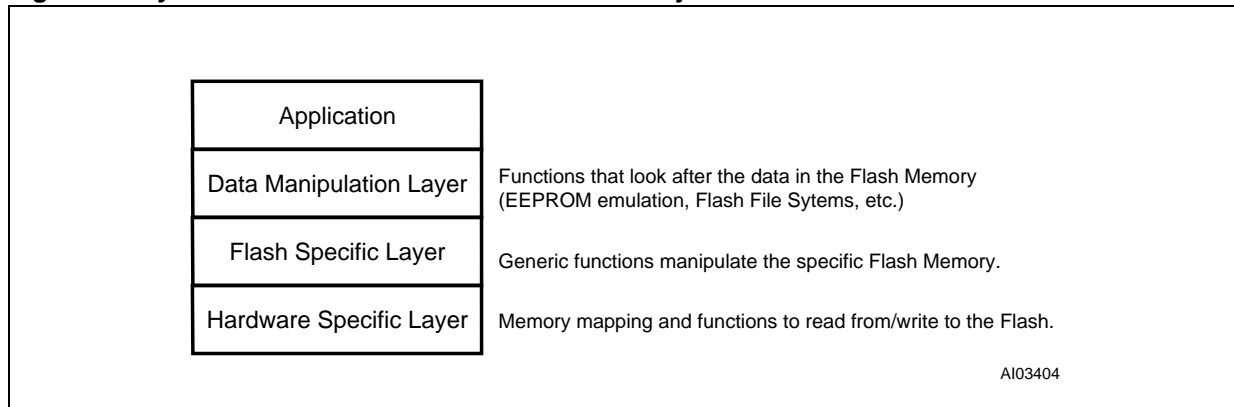 Application
Data Manipulation Layer
Functions that look after the data in the Flash Memory
(EEPROM emulation, Flash File Sytems, etc.)
Flash Specific Layer
Generic functions manipulate the specific Flash Memory.
Hardware Specific Layer
Memory mapping and functions to read from/write to the Flash.
AI03404